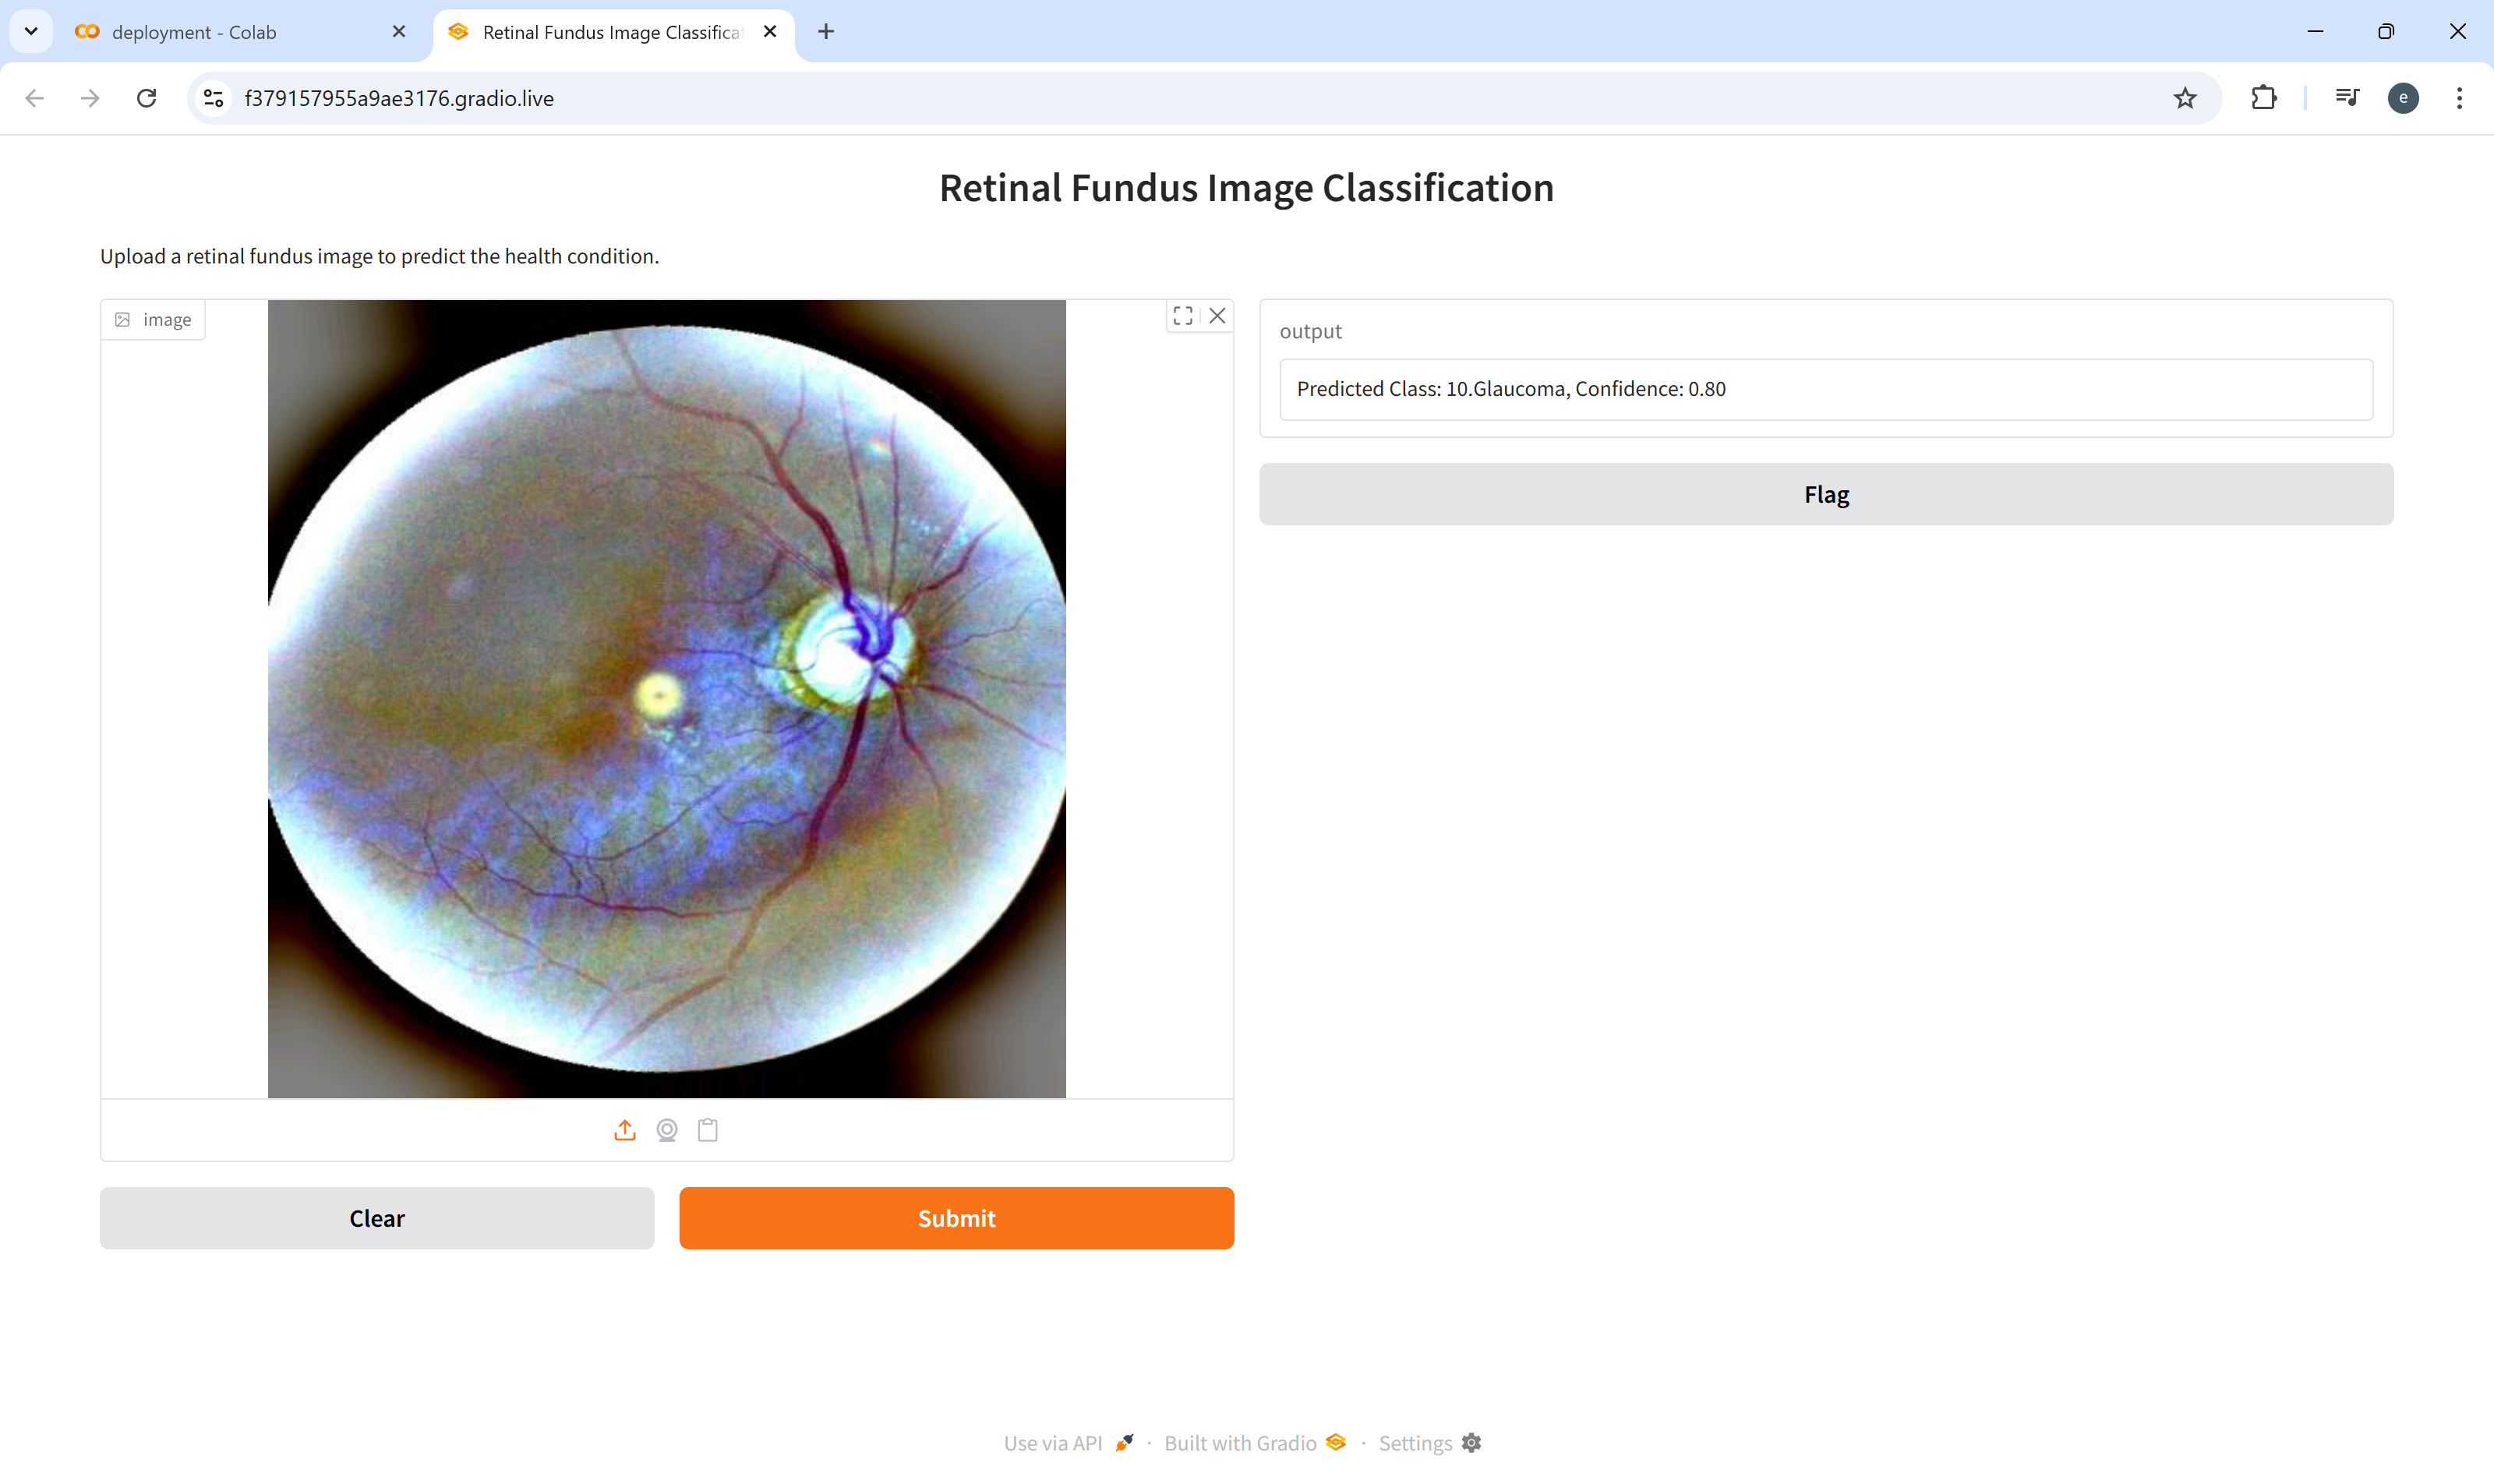 deployment - Colab
Retinal Fundus Image Classifica
f379157955a9ae3176.gradio.live
e
Retinal Fundus Image Classification
Upload a retinal fundus image to predict the health condition.
image
output
Predicted Class: 10.Glaucoma, Confidence: 0.80
Flag
Clear
Submit
Use via API · Built with Gradio · Settings